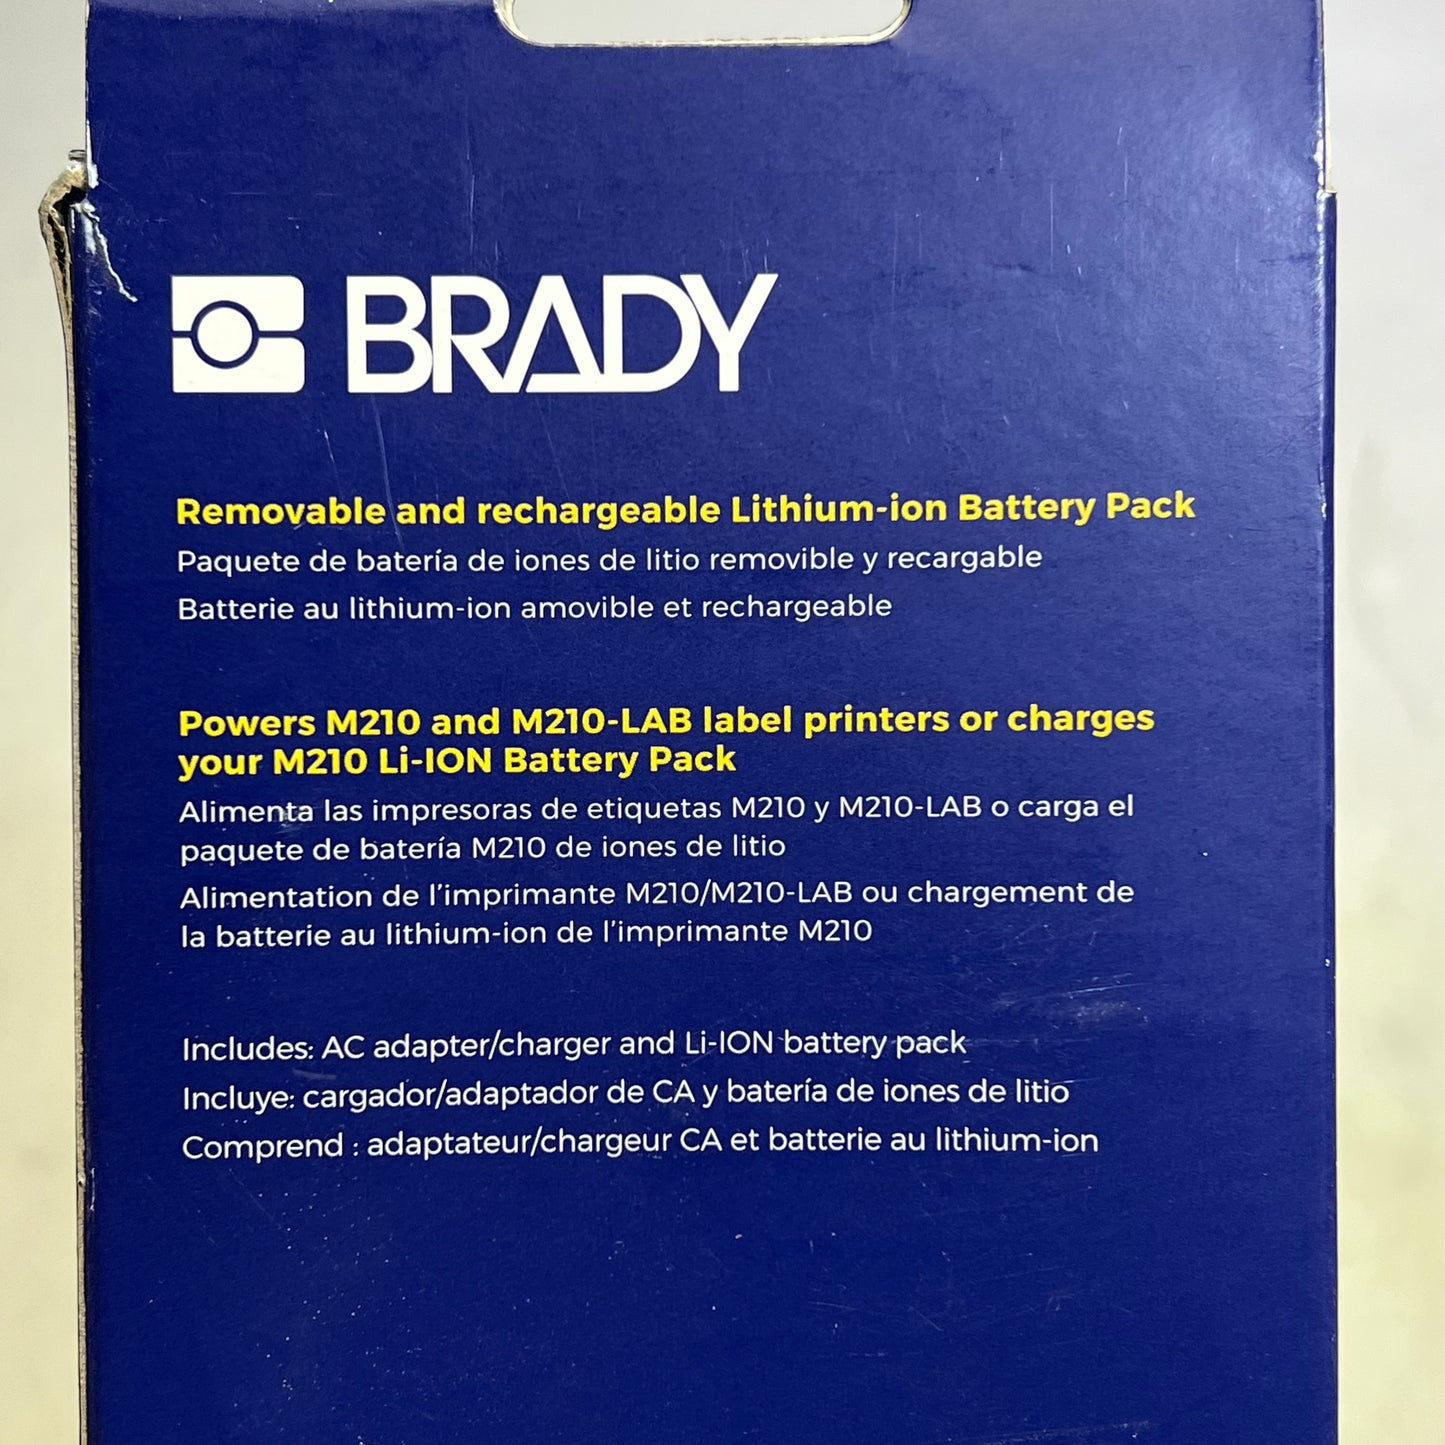 BRADY
Removable and rechargeable Lithium-ion Battery Pack
Paquete de batería de iones de litio removible y recargable
Batterie au lithium-ion amovible et rechargeable
Powers M210 and M210-LAB label printers or charges
your M210 Li-ION Battery Pack
Alimenta las impresoras de etiquetas M210 y M210-LAB o carga el
paquete de batería M210 de iones de litio
Alimentation de l'imprimante M210/M210-LAB ou chargement de
la batterie au lithium-ion de l'imprimante M210
Includes: AC adapter/charger and Li-ION battery pack
Incluye: cargador/adaptador de CA y batería de iones de litio
Comprend : adaptateur/chargeur CA et batterie au lithium-ion